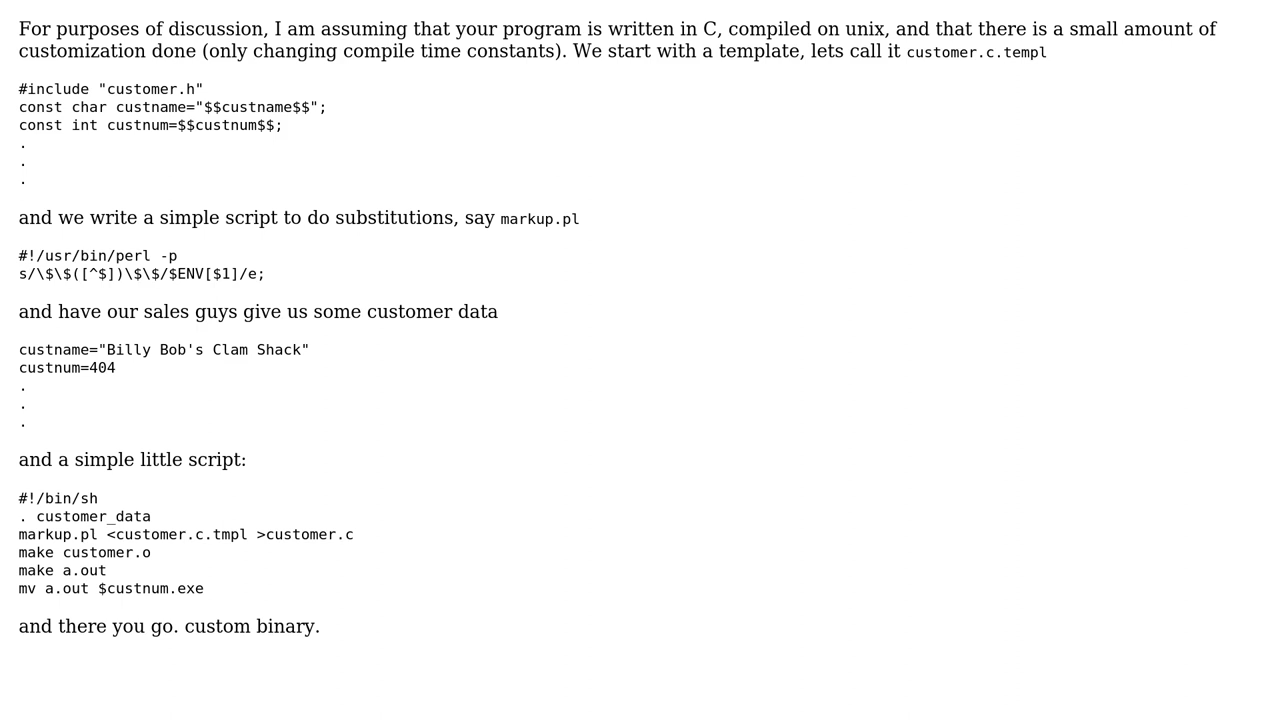 For purposes of discussion, I am assuming that your program is written in C, compiled on unix, and that there is a small amount of
customization done (only changing compile time constants). We start with a template, lets call it customer.c.templ
#include "customer.h"
const char custname="$$custname$$";
const int custnum=$$custnum$$;
.
.
.
and we write a simple script to do substitutions, say markup.pl
#!/usr/bin/perl -p
s/\$\$([^$])\$\$/$ENV[$1]/e;
and have our sales guys give us some customer data
custname="Billy Bob's Clam Shack"
custnum=404
.
.
.
and a simple little script:
#!/bin/sh
. customer_data
markup.pl <customer.c.tmpl >customer.c
make customer.o
make a.out
mv a.out $custnum.exe
and there you go. custom binary.